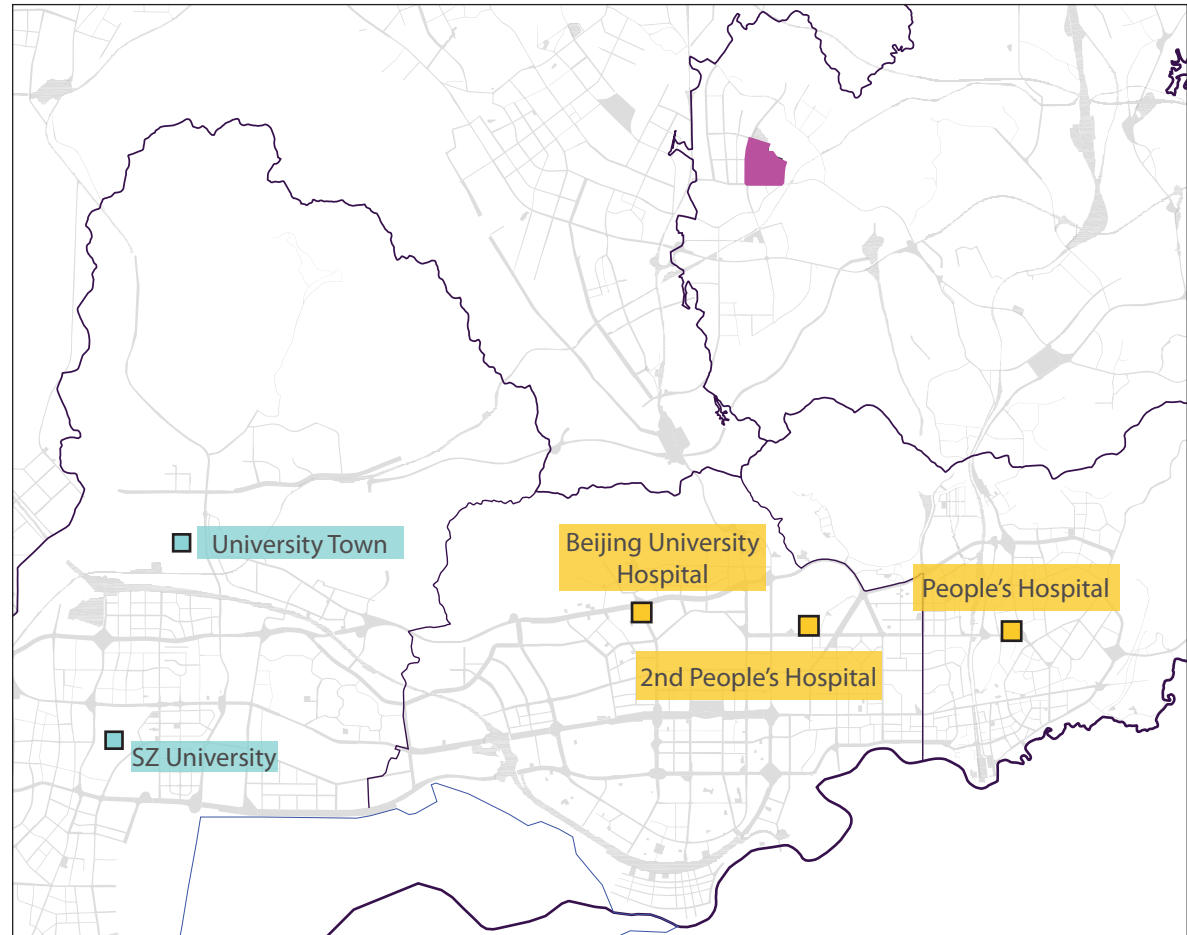 University Town
Beijing University
Hospital
People's Hospital
2nd People's Hospital
SZ University